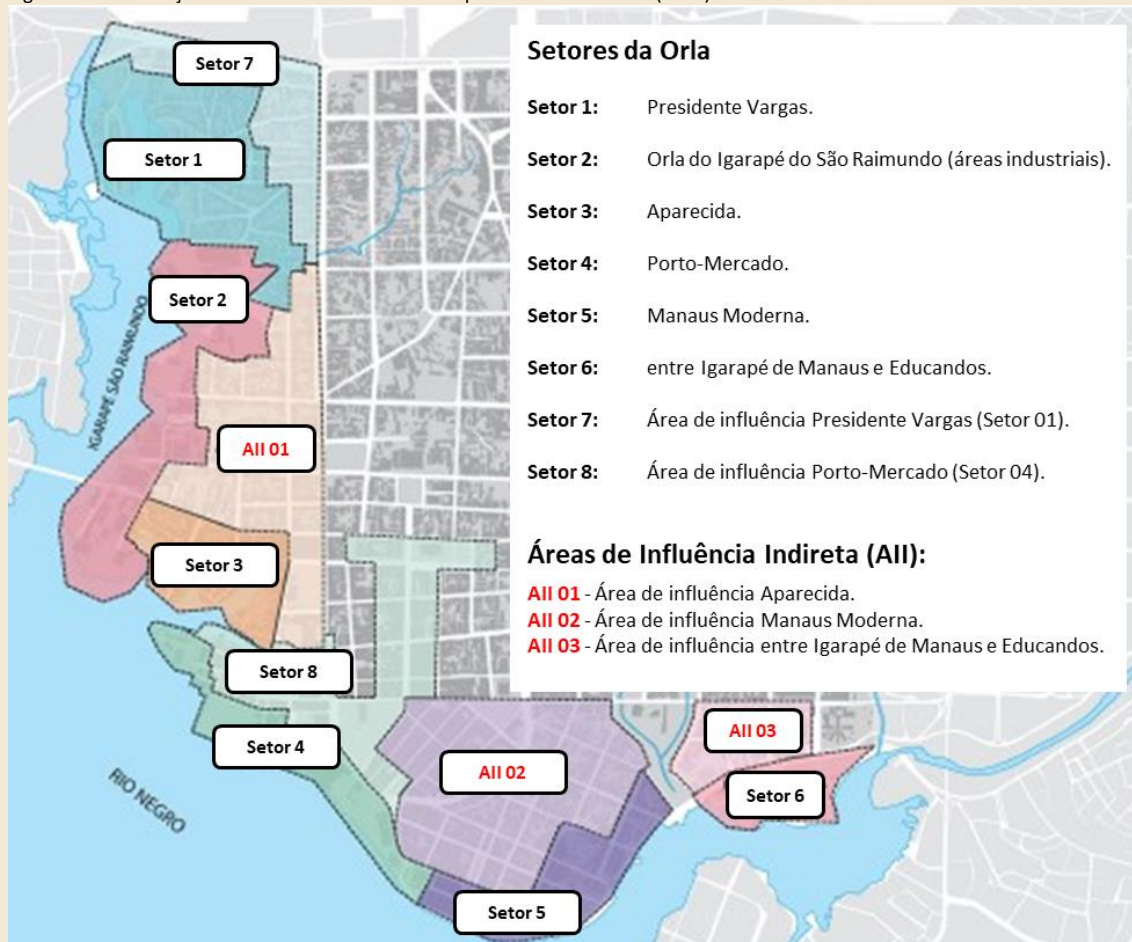 Setores da Orla
Setor 1: Presidente Vargas.
Setor 2: Orla do Igarapé do São Raimundo (áreas industriais).
Setor 3: Aparecida.
Setor 4: Porto-Mercado.
Setor 5: Manaus Moderna.
Setor 6: entre Igarapé de Manaus e Educandos.
Setor 7: Área de influência Presidente Vargas (Setor 01).
Setor 8: Área de influência Porto-Mercado (Setor 04).
Áreas de Influência Indireta (AII):
AII 01 - Área de influência Aparecida.
AII 02 - Área de influência Manaus Moderna.
AII 03 - Área de influência entre Igarapé de Manaus e Educandos.
Setor 7
Setor 1
Setor 2
IGARAPÉ SÃO RAIMUNDO
AII 01
Setor 3
Setor 8
Setor 4
AII 03
AII 02
Setor 6
RIO NEGRO
Setor 5